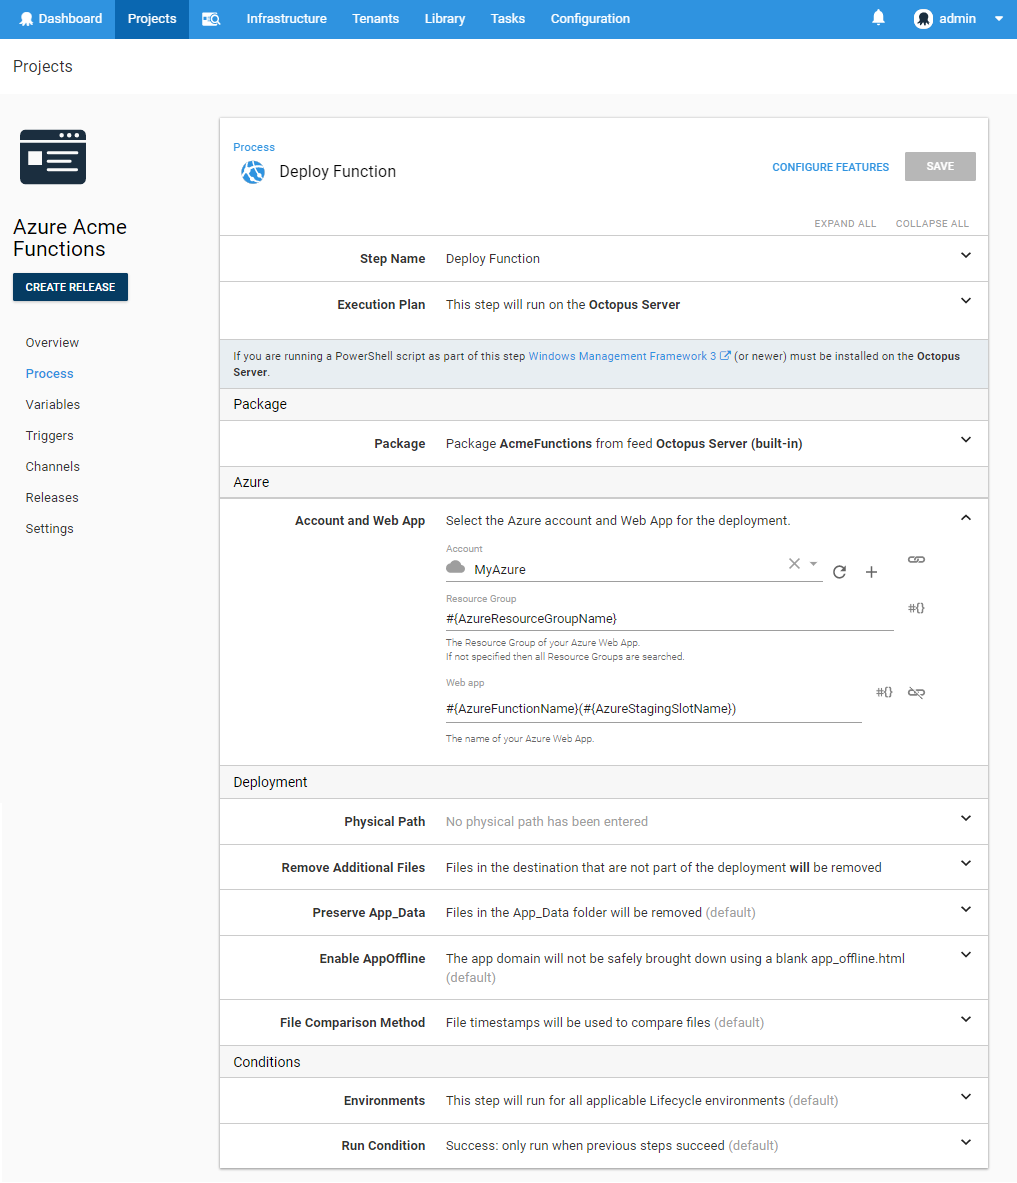 Dashboard Projects Infrastructure Tenants Library Tasks Configuration admin
Projects
Azure Acme
Functions
CREATE RELEASE
Overview
Process
Variables
Triggers
Channels
Releases
Settings
Process
Deploy Function
CONFIGURE FEATURES SAVE
EXPAND ALL COLLAPSE ALL
Step Name Deploy Function
Execution Plan This step will run on the Octopus Server
If you are running a PowerShell script as part of this step Windows Management Framework 3 (or newer) must be installed on the Octopus
Server.
Package
Package Package AcmeFunctions from feed Octopus Server (built-in)
Azure
Account and Web App Select the Azure account and Web App for the deployment.
Account
MyAzure
Resource Group
#{AzureResourceGroupName} #{}
The Resource Group of your Azure Web App.
If not specified then all Resource Groups are searched.
Web app
#{AzureFunctionName}(#{AzureStagingSlotName}) #{}
The name of your Azure Web App.
Deployment
Physical Path No physical path has been entered
Remove Additional Files Files in the destination that are not part of the deployment will be removed
Preserve App_Data Files in the App_Data folder will be removed (default)
Enable AppOffline The app domain will not be safely brought down using a blank app_offline.html
(default)
File Comparison Method File timestamps will be used to compare files (default)
Conditions
Environments This step will run for all applicable Lifecycle environments (default)
Run Condition Success: only run when previous steps succeed (default)